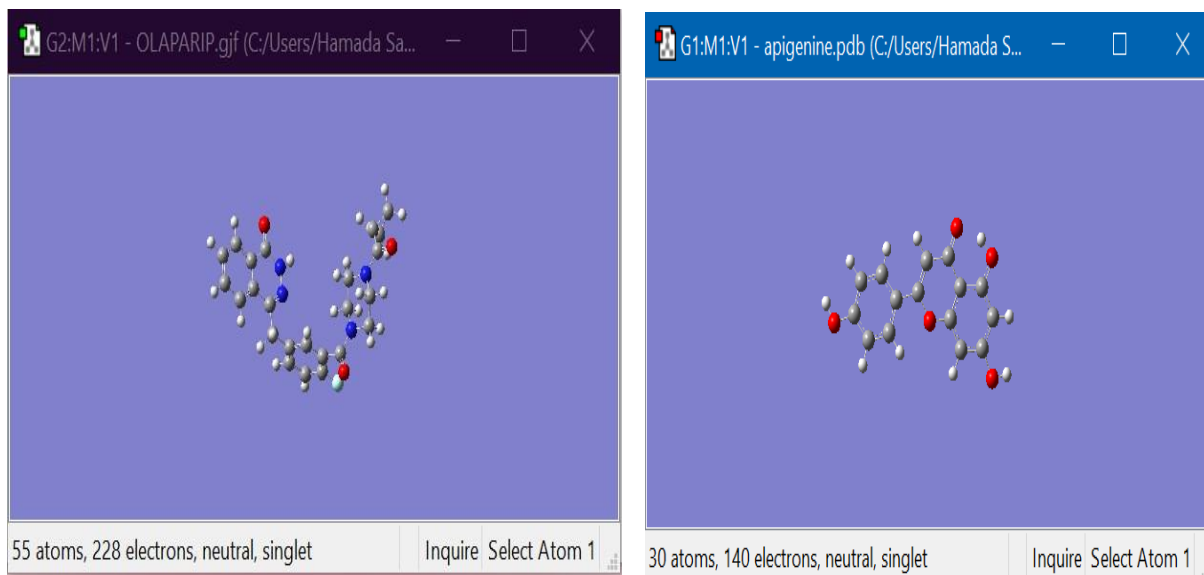 G2:M1:V1 - OLAPARIP.gjf (C:/Users/Hamada Sa...
55 atoms, 228 electrons, neutral, singlet Inquire Select Atom 1
G1:M1:V1 - apigenine.pdb (C:/Users/Hamada S...
30 atoms, 140 electrons, neutral, singlet Inquire Select Atom 1